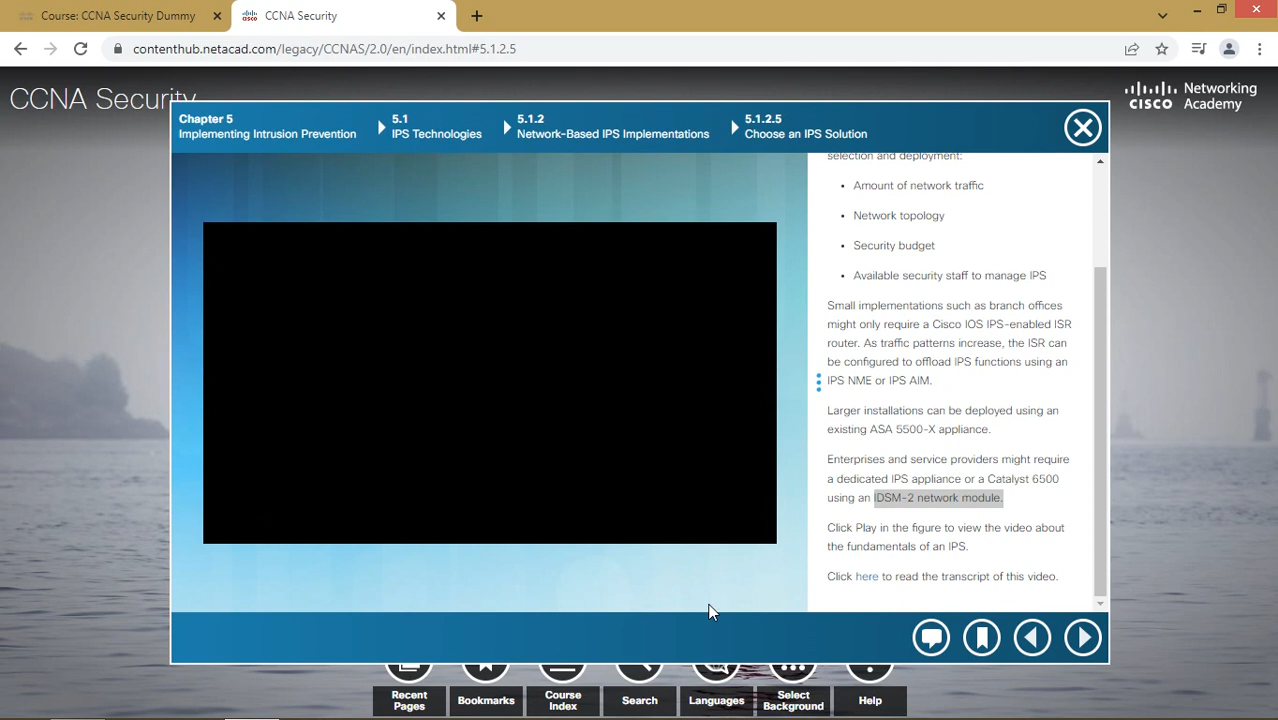 Course: CCNA Security Dummy
CCNA Security
contenthub.netacad.com/legacy/CCNAS/2.0/en/index.html#5.1.2.5
CCNA Security
Networking
CISCO Academy
Chapter 5
Implementing Intrusion Prevention
5.1
IPS Technologies
5.1.2
Network-Based IPS Implementations
5.1.2.5
Choose an IPS Solution
selection and deployment:
• Amount of network traffic
• Network topology
• Security budget
• Available security staff to manage IPS
Small implementations such as branch offices
might only require a Cisco IOS IPS-enabled ISR
router. As traffic patterns increase, the ISR can
be configured to offload IPS functions using an
IPS NME or IPS AIM.
Larger installations can be deployed using an
existing ASA 5500-X appliance.
Enterprises and service providers might require
a dedicated IPS appliance or a Catalyst 6500
using an IDSM-2 network module.
Click Play in the figure to view the video about
the fundamentals of an IPS.
Click here to read the transcript of this video.
Recent
Pages
Bookmarks
Course
Index
Search
Languages
Select
Background
Help